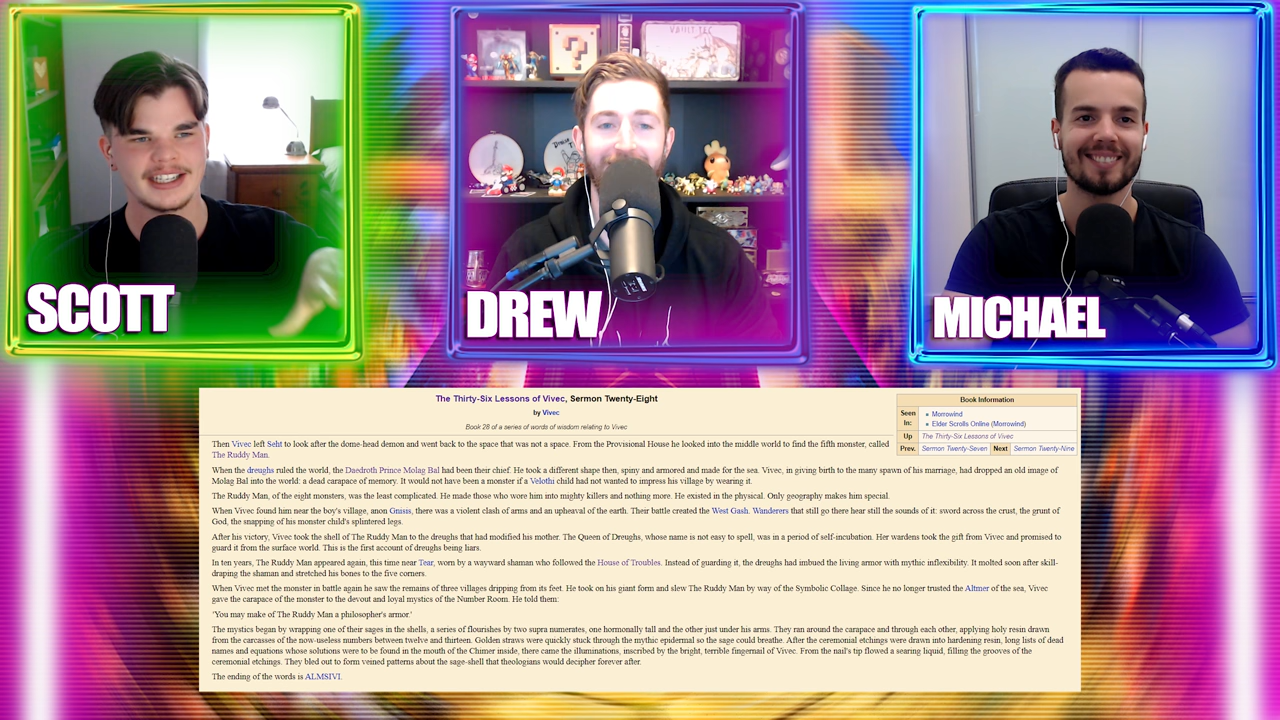 VAULT-TEC
SCOTT
DREW
MICHAEL
The Thirty-Six Lessons of Vivec, Sermon Twenty-Eight
by Vivec
Book 28 of a series of words of wisdom relating to Vivec
Book Information
Seen In:
Morrowind
Elder Scrolls Online (Morrowind)
Up The Thirty-Six Lessons of Vivec
Prev. Sermon Twenty-Seven Next Sermon Twenty-Nine
Then Vivec left Seht to look after the dome-head demon and went back to the space that was not a space. From the Provisional House he looked into the middle world to find the fifth monster, called
The Ruddy Man.
When the dreughs ruled the world, the Daedroth Prince Molag Bal had been their chief. He took a different shape then, spiny and armored and made for the sea. Vivec, in giving birth to the many spawn of his marriage, had dropped an old image of
Molag Bal into the world: a dead carapace of memory. It would not have been a monster if a Velothi child had not wanted to impress his village by wearing it.
The Ruddy Man, of the eight monsters, was the least complicated. He made those who wore him into mighty killers and nothing more. He existed in the physical. Only geography makes him special.
When Vivec found him near the boy's village, anon Gnisis, there was a violent clash of arms and an upheaval of the earth. Their battle created the West Gash. Wanderers that still go there hear still the sounds of it: sword across the crust, the grunt of
God, the snapping of his monster child's splintered legs.
After his victory, Vivec took the shell of The Ruddy Man to the dreughs that had modified his mother. The Queen of Dreughs, whose name is not easy to spell, was in a period of self-incubation. Her wardens took the gift from Vivec and promised to
guard it from the surface world. This is the first account of dreughs being liars.
In ten years, The Ruddy Man appeared again, this time near Tear, worn by a wayward shaman who followed the House of Troubles. Instead of guarding it, the dreughs had imbued the living armor with mythic inflexibility. It molted soon after skill-
draping the shaman and stretched his bones to the five corners.
When Vivec met the monster in battle again he saw the remains of three villages dripping from its feet. He took on his giant form and slew The Ruddy Man by way of the Symbolic Collage. Since he no longer trusted the Altmer of the sea, Vivec
gave the carapace of the monster to the devout and loyal mystics of the Number Room. He told them:
'You may make of The Ruddy Man a philosopher's armor.'
The mystics began by wrapping one of their sages in the shells, a series of flourishes by two supra numerates, one hormonally tall and the other just under his arms. They ran around the carapace and through each other, applying holy resin drawn
from the carcasses of the now-useless numbers between twelve and thirteen. Golden straws were quickly stuck through the mythic epidermal so the sage could breathe. After the ceremonial etchings were drawn into hardening resin, long lists of dead
names and equations whose solutions were to be found in the mouth of the Chimer inside, there came the illuminations, inscribed by the bright, terrible fingernail of Vivec. From the nail's tip flowed a searing liquid, filling the grooves of the
ceremonial etchings. They bled out to form veined patterns about the sage-shell that theologians would decipher forever after.
The ending of the words is ALMSIVI.